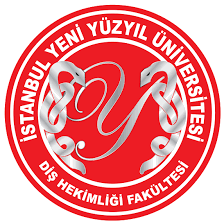 İSTANBUL YENİ YÜZYIL ÜNİVERSİTESİ
Y
DİŞ HEKİMLİĞİ FAKÜLTESİ